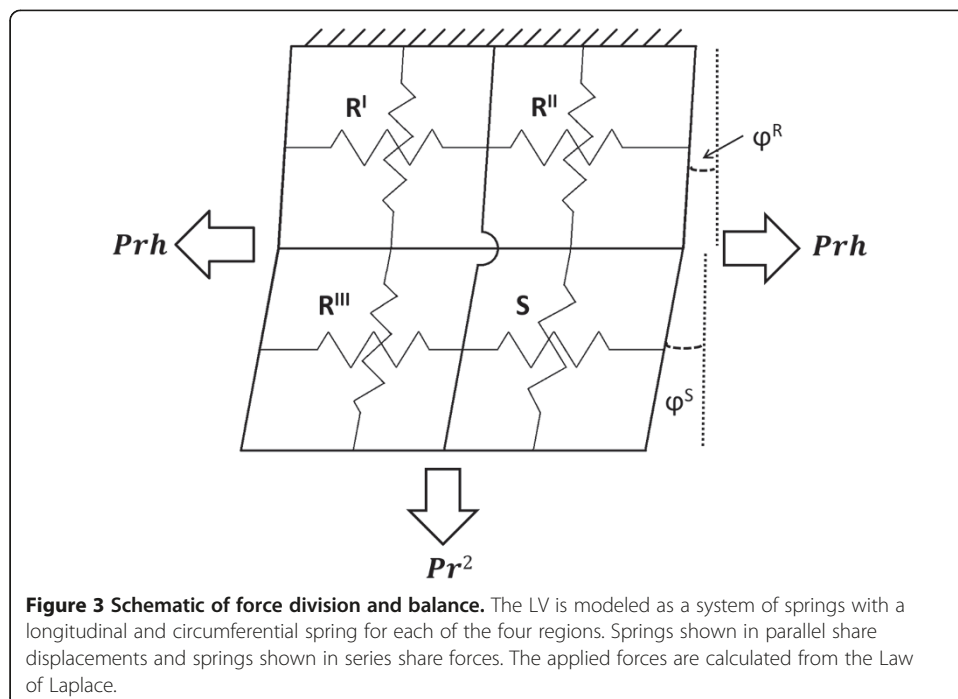 R^I R^II
φ^R
Prh Prh
R^III S
φ^S
Pr²
Figure 3 Schematic of force division and balance. The LV is modeled as a system of springs with a
longitudinal and circumferential spring for each of the four regions. Springs shown in parallel share
displacements and springs shown in series share forces. The applied forces are calculated from the Law
of Laplace.